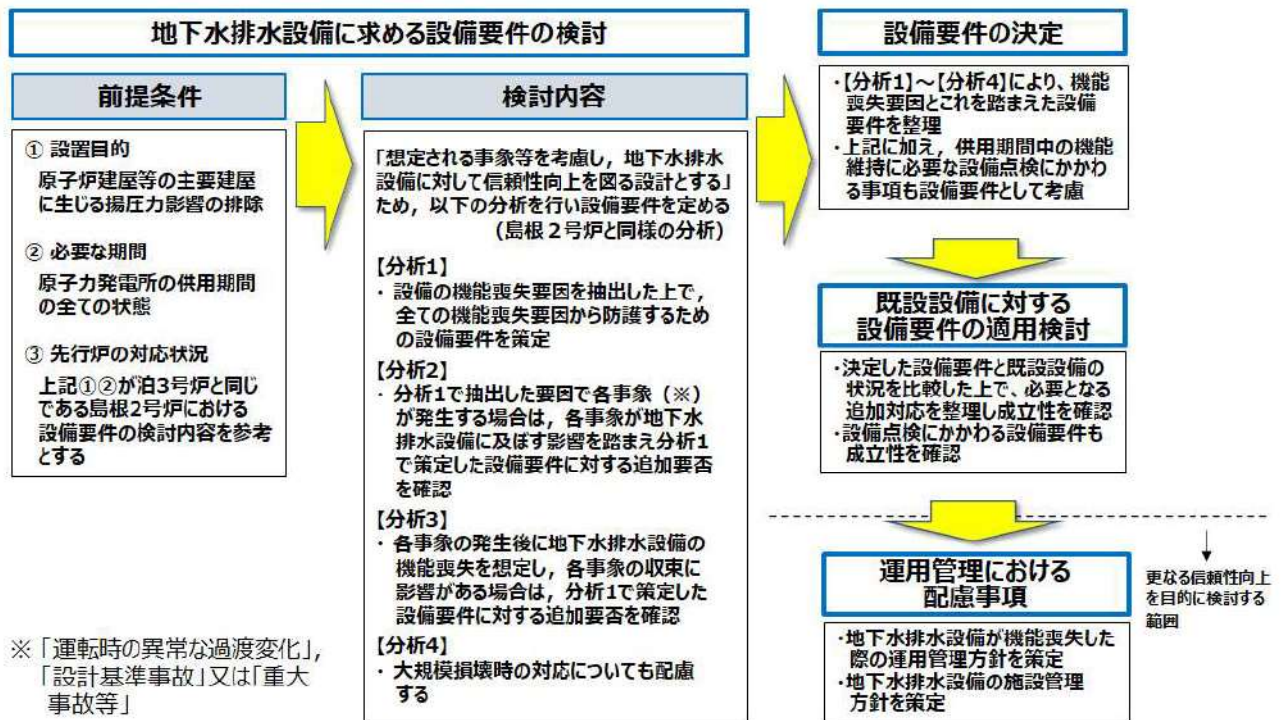 地下水排水設備に求める設備要件の検討
前提条件
① 設置目的
原子炉建屋等の主要建屋
に生じる揚圧力影響の排除
② 必要な期間
原子力発電所の供用期間
の全ての状態
③ 先行炉の対応状況
上記①②が泊3号炉と同じ
である島根2号炉における
設備要件の検討内容を参考
とする
※「運転時の異常な過渡変化」,
「設計基準事故」又は「重大
事故等」
検討内容
「想定される事象等を考慮し，地下水排水
設備に対して信頼性向上を図る設計とする」
ため，以下の分析を行い設備要件を定める
（島根２号炉と同様の分析）
【分析1】
・ 設備の機能喪失要因を抽出した上で，
全ての機能喪失要因から防護するため
の設備要件を策定
【分析2】
・ 分析1で抽出した要因で各事象（※）
が発生する場合は，各事象が地下水
排水設備に及ぼす影響を踏まえ分析1
で策定した設備要件に対する追加要否
を確認
【分析3】
・ 各事象の発生後に地下水排水設備の
機能喪失を想定し，各事象の収束に
影響がある場合は，分析1で策定した
設備要件に対する追加要否を確認
【分析4】
・ 大規模損壊時の対応についても配慮
する
設備要件の決定
・【分析1】～【分析4】により、機能
喪失要因とこれを踏まえた設備
要件を整理
・上記に加え，供用期間中の機能
維持に必要な設備点検にかかわ
る事項も設備要件として考慮
既設設備に対する
設備要件の適用検討
・決定した設備要件と既設設備の
状況を比較した上で、必要となる
追加対応を整理し成立性を確認
・設備点検にかかわる設備要件も
成立性を確認
運用管理における
配慮事項
・地下水排水設備が機能喪失した
際の運用管理方針を策定
・地下水排水設備の施設管理
方針を策定
更なる信頼性向上
を目的に検討する
範囲